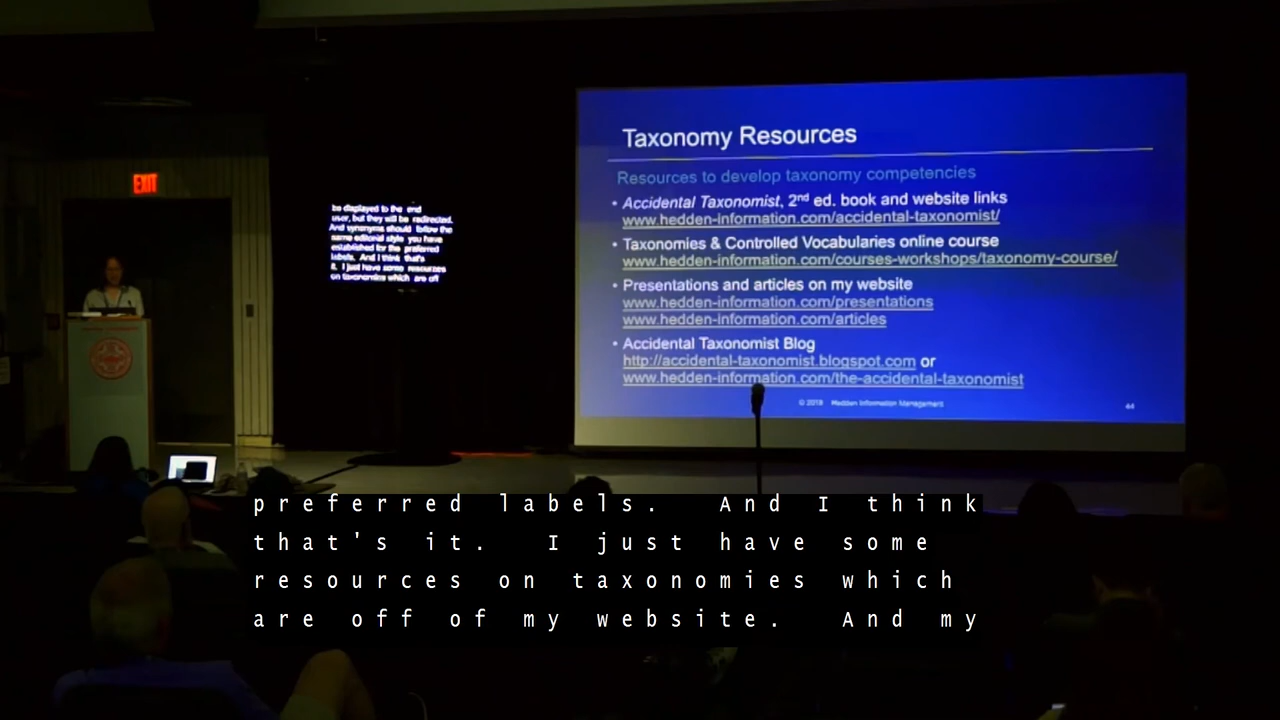 EXIT
be displayed to the end
user, but they will be redirected.
And synonyms should follow the
same editorial style you have
established for the preferred
labels. And I think that's
it. I just have some resources
on taxonomies which are off
Taxonomy Resources
Resources to develop taxonomy competencies
• Accidental Taxonomist, 2nd ed. book and website links
www.hedden-information.com/accidental-taxonomist/
• Taxonomies & Controlled Vocabularies online course
www.hedden-information.com/courses-workshops/taxonomy-course/
• Presentations and articles on my website
www.hedden-information.com/presentations
www.hedden-information.com/articles
• Accidental Taxonomist Blog
http://accidental-taxonomist.blogspot.com or
www.hedden-information.com/the-accidental-taxonomist
Hedden Information Management
44
preferred labels. And I think
that's it. I just have some
resources on taxonomies which
are off of my website. And my